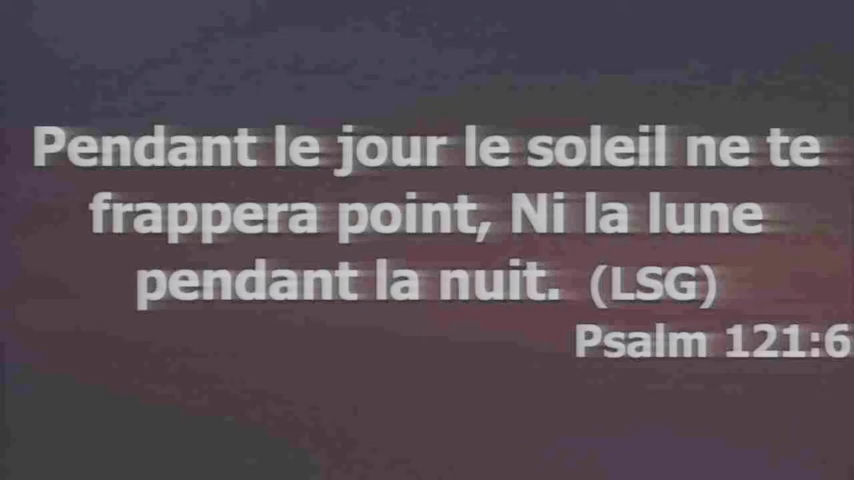 Pendant le jour le soleil ne te
frappera point, Ni la lune
pendant la nuit. (LSG)
Psalm 121:6